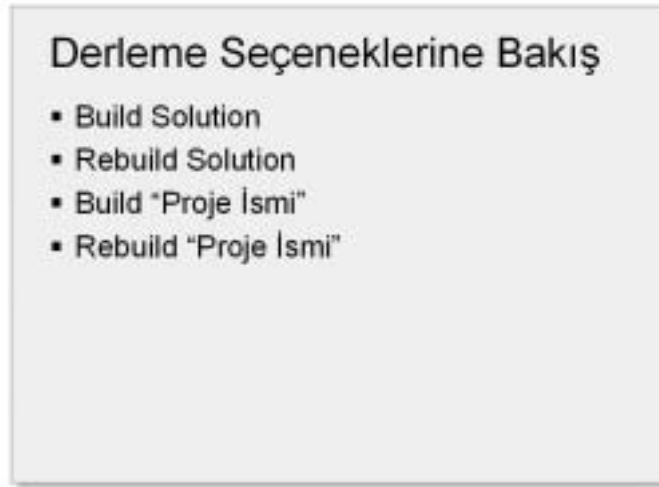 Derleme Seçeneklerine Bakış
▪ Build Solution
▪ Rebuild Solution
▪ Build “Proje İsmi”
▪ Rebuild “Proje İsmi”